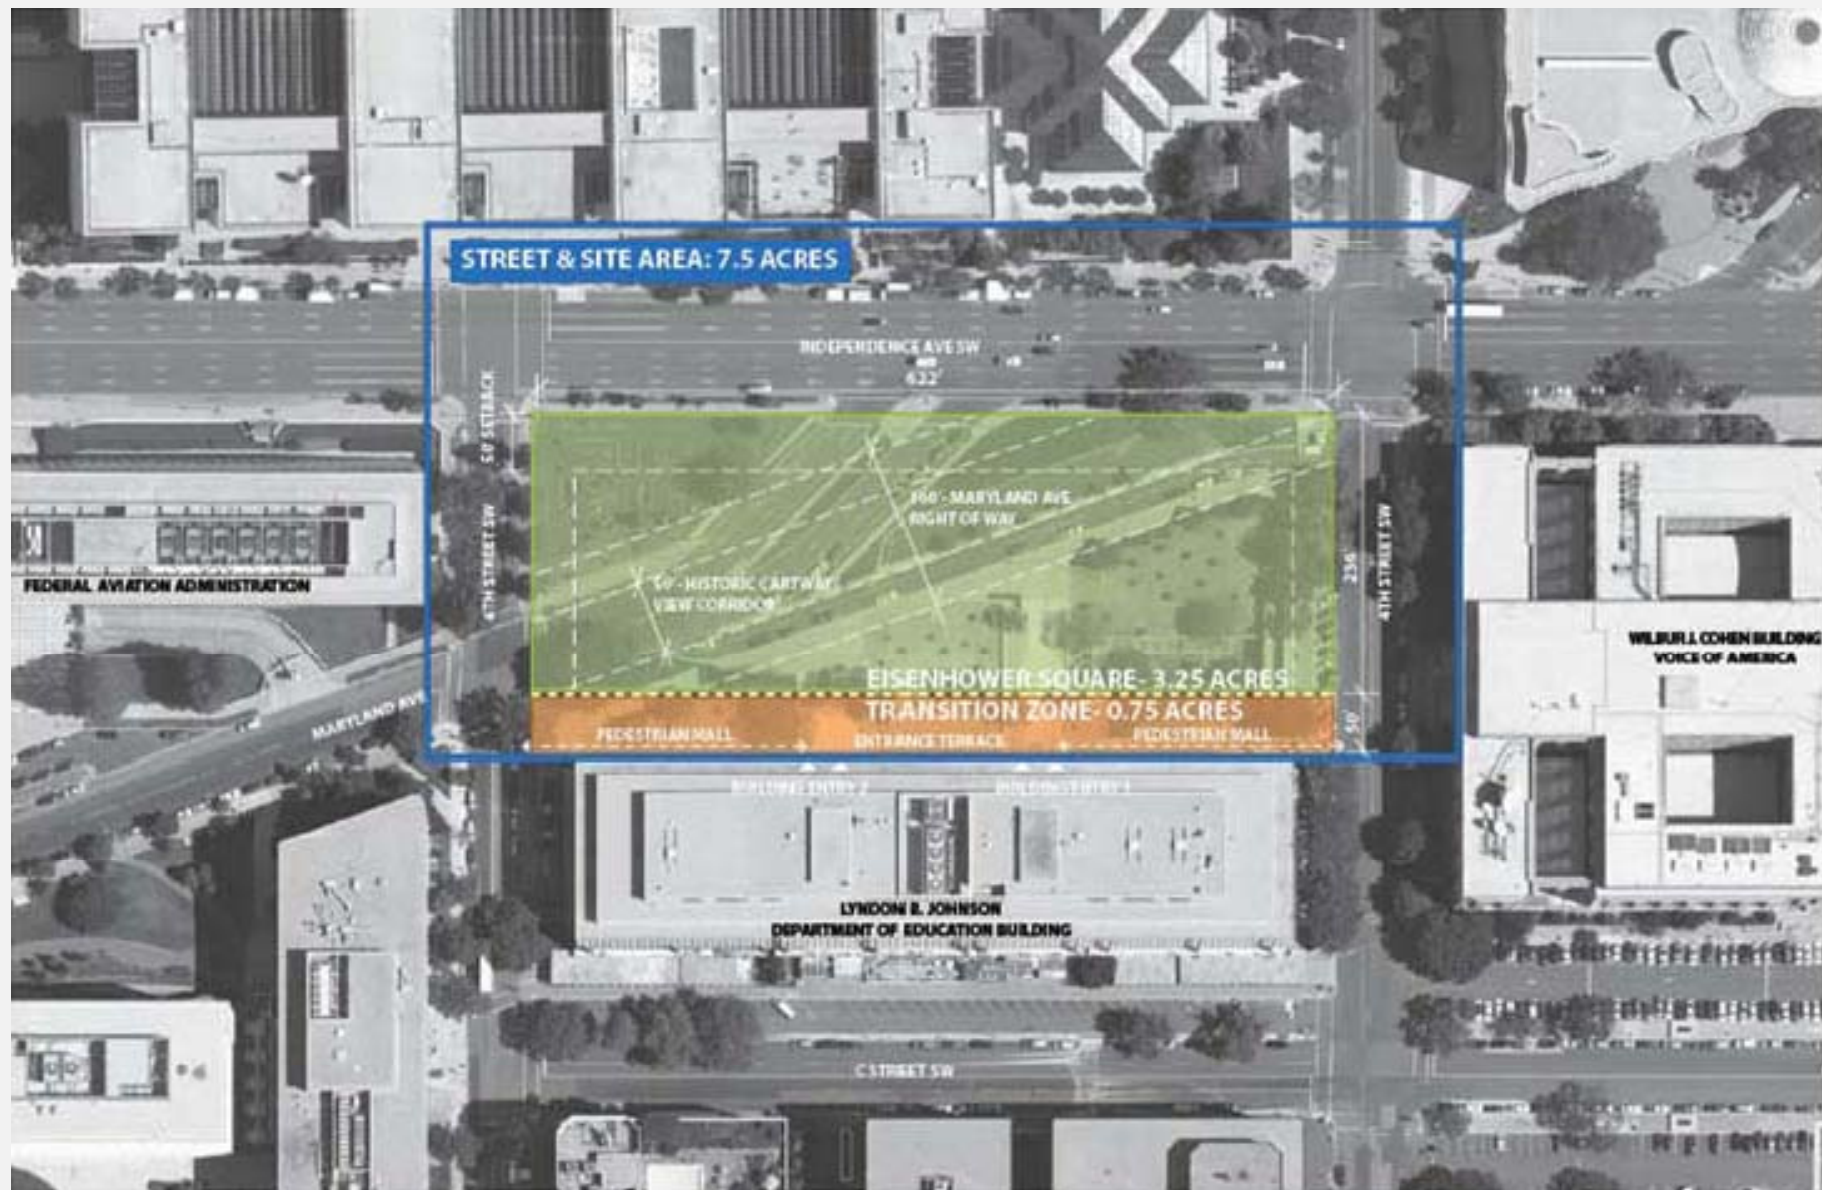 STREET & SITE AREA: 7.5 ACRES
INDEPENDENCE AVE SW
622'
50' SETBACK
160'- MARYLAND AVE
RIGHT OF WAY
50'- HISTORIC CARTWAY
VIEW CORRIDOR
4TH STREET SW
256'
4TH STREET SW
FEDERAL AVIATION ADMINISTRATION
WILBUR J. COHEN BUILDING
VOICE OF AMERICA
EISENHOWER SQUARE- 3.25 ACRES
TRANSITION ZONE- 0.75 ACRES
MARYLAND AVE
PEDESTRIAN MALL
ENTRANCE TERRACE
PEDESTRIAN MALL
50'
BUILDING ENTRY 2
BUILDING ENTRY 1
LYNDON B. JOHNSON
DEPARTMENT OF EDUCATION BUILDING
C STREET SW